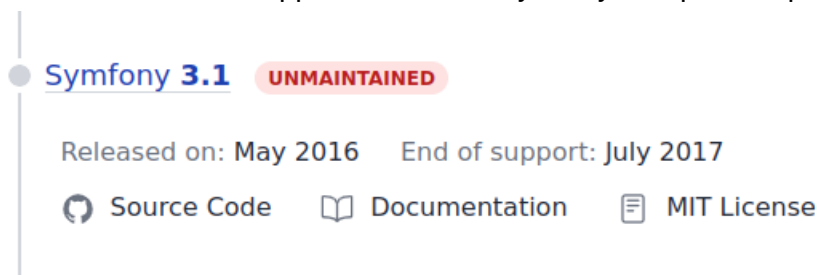 Symfony 3.1 UNMAINTAINED
Released on: May 2016 End of support: July 2017
Source Code Documentation MIT License